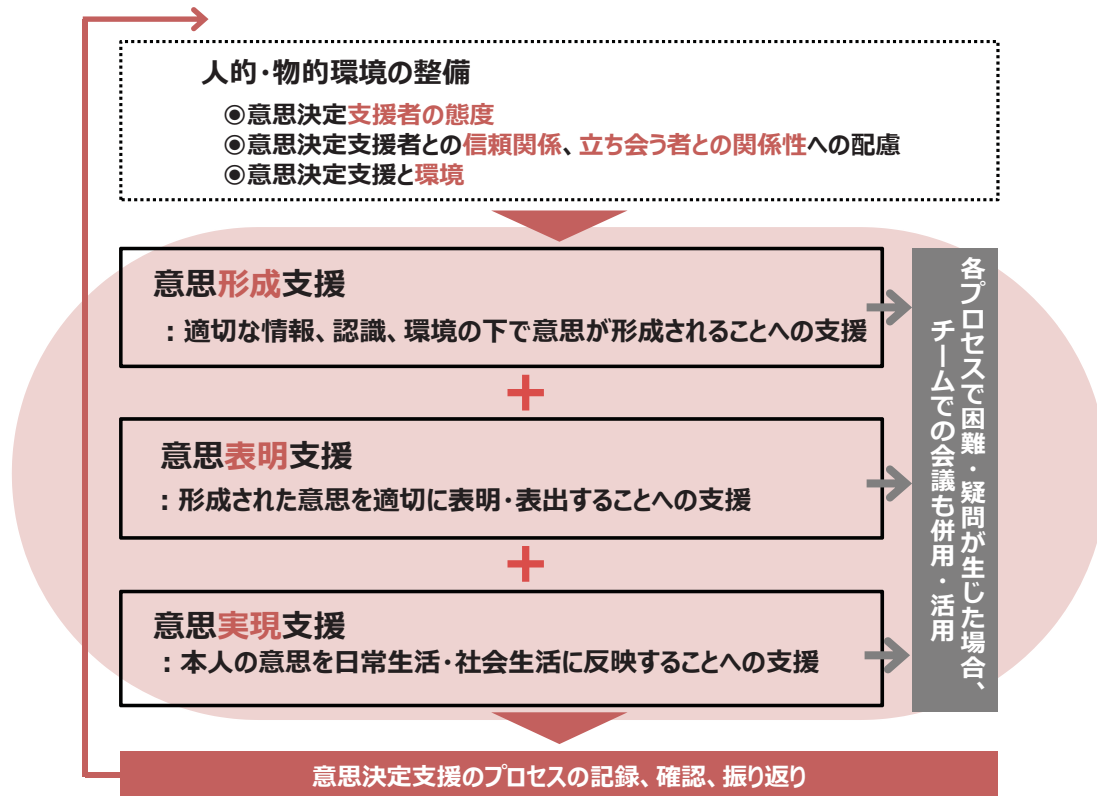 人的・物的環境の整備
◉意思決定支援者の態度
◉意思決定支援者との信頼関係、立ち会う者との関係性への配慮
◉意思決定支援と環境
意思形成支援
：適切な情報、認識、環境の下で意思が形成されることへの支援
+
意思表明支援
：形成された意思を適切に表明・表出することへの支援
+
意思実現支援
：本人の意思を日常生活・社会生活に反映することへの支援
各プロセスで困難・疑問が生じた場合、
チームでの会議も併用・活用
意思決定支援のプロセスの記録、確認、振り返り